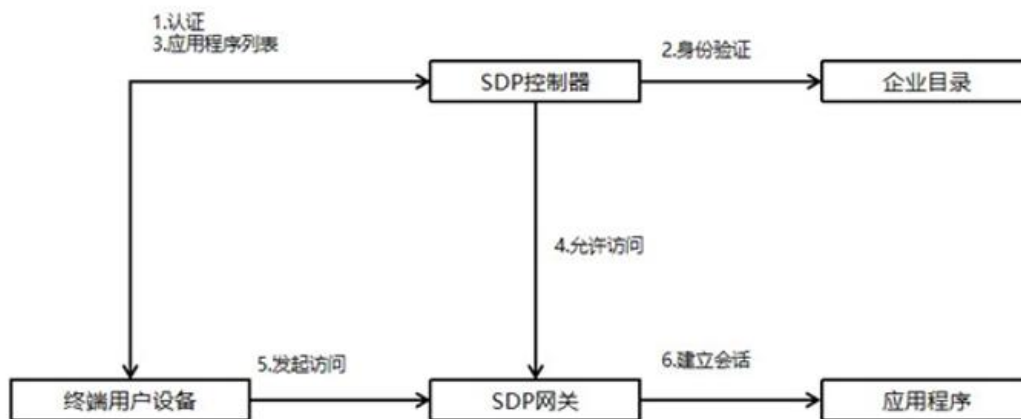 1.认证
3.应用程序列表
2.身份验证
SDP控制器
企业目录
4.允许访问
5.发起访问
6.建立会话
终端用户设备
SDP网关
应用程序